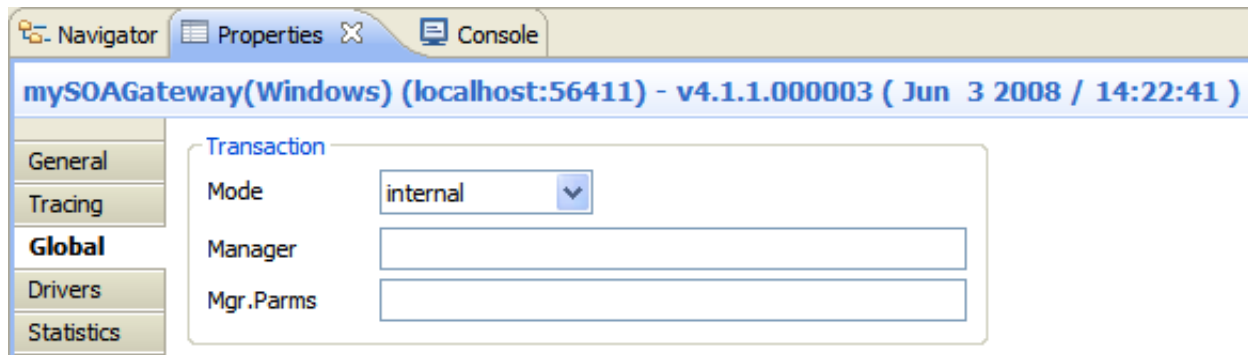 Navigator Properties Console
mySOAGateway(Windows) (localhost:56411) - v4.1.1.000003 ( Jun  3 2008 / 14:22:41 )
General
Tracing
Global
Drivers
Statistics
Transaction
Mode internal
Manager
Mgr.Parms